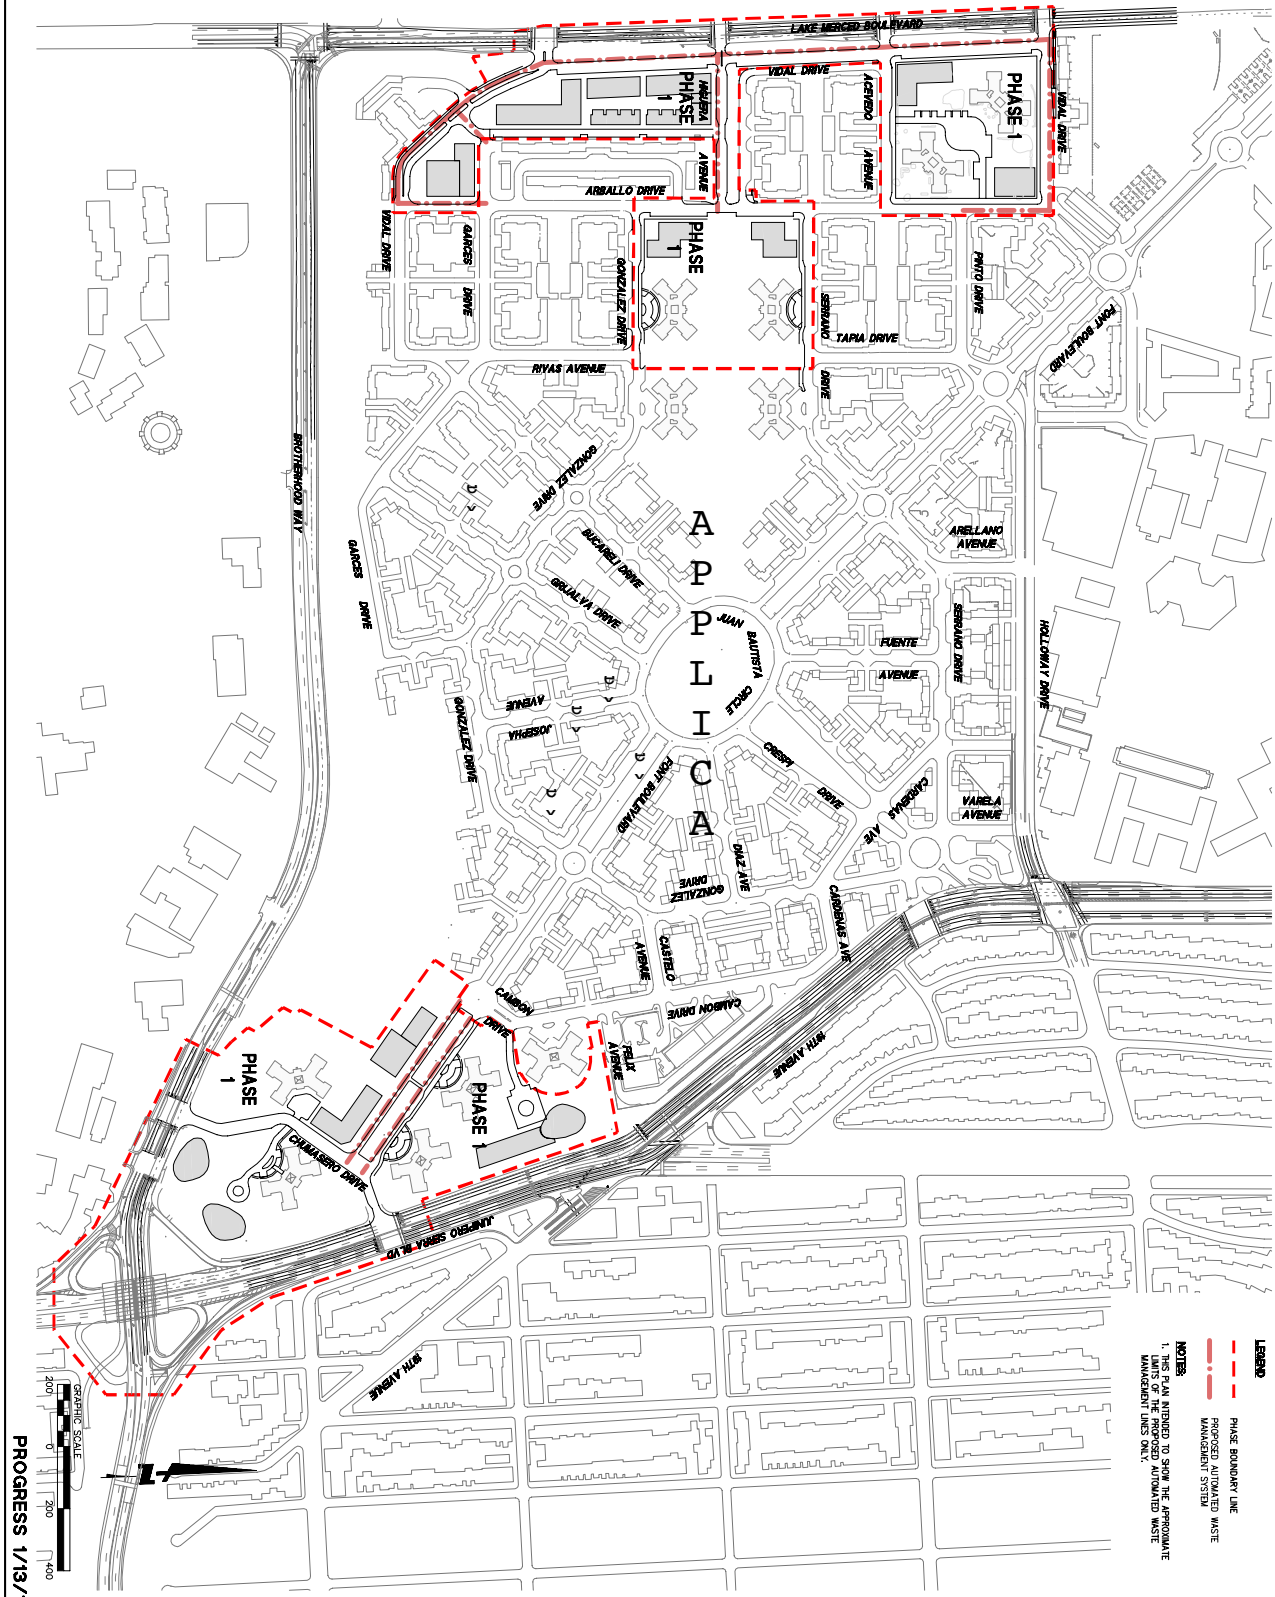 LAKE MERCED BOULEVARD
VIDAL DRIVE
ACEVEDO
AVENUE
HIGUERA
AVENUE
PHASE
1
PHASE 1
VIDAL DRIVE
ARBALLO DRIVE
VIDAL DRIVE
GARCES
DRIVE
GONZALEZ DRIVE
PHASE
1
SERRANO
DRIVE
TAPIA DRIVE
PINTO DRIVE
FONT BOULEVARD
RIVAS AVENUE
BROTHERHOOD WAY
GONZALEZ DRIVE
D
BUCARELI DRIVE
GRIJALVA DRIVE
GARCES
DRIVE
ARELLANO
AVENUE
SERRANO DRIVE
HOLLOWAY DRIVE
FUENTE
AVENUE
JUAN
BAUTISTA
CIRCLE
A
P
P
L
I
C
A
AVENUE
JOSEPHA
D
D
D
D
GONZALEZ DRIVE
FONT BOULEVARD
CRESPI
DRIVE
CARDENAS
AVE
VARELA
AVENUE
DIAZ AVE
GONZALEZ
DRIVE
CARDENAS AVE
CASTELO
AVENUE
CAMBON
DRIVE
CAMBON DRIVE
FELIX
AVENUE
19TH AVENUE
PHASE
1
PHASE 1
CHUMASERO DRIVE
JUNIPERO SERRA BLVD
19TH AVENUE
LEGEND
PHASE BOUNDARY LINE
PROPOSED AUTOMATED WASTE
MANAGEMENT SYSTEM
NOTES:
1. THIS PLAN INTENDED TO SHOW THE APPROXIMATE
LIMITS OF THE PROPOSED AUTOMATED WASTE
MANAGEMENT LINES ONLY.
GRAPHIC SCALE
200 0 200 400
PROGRESS 1/13/